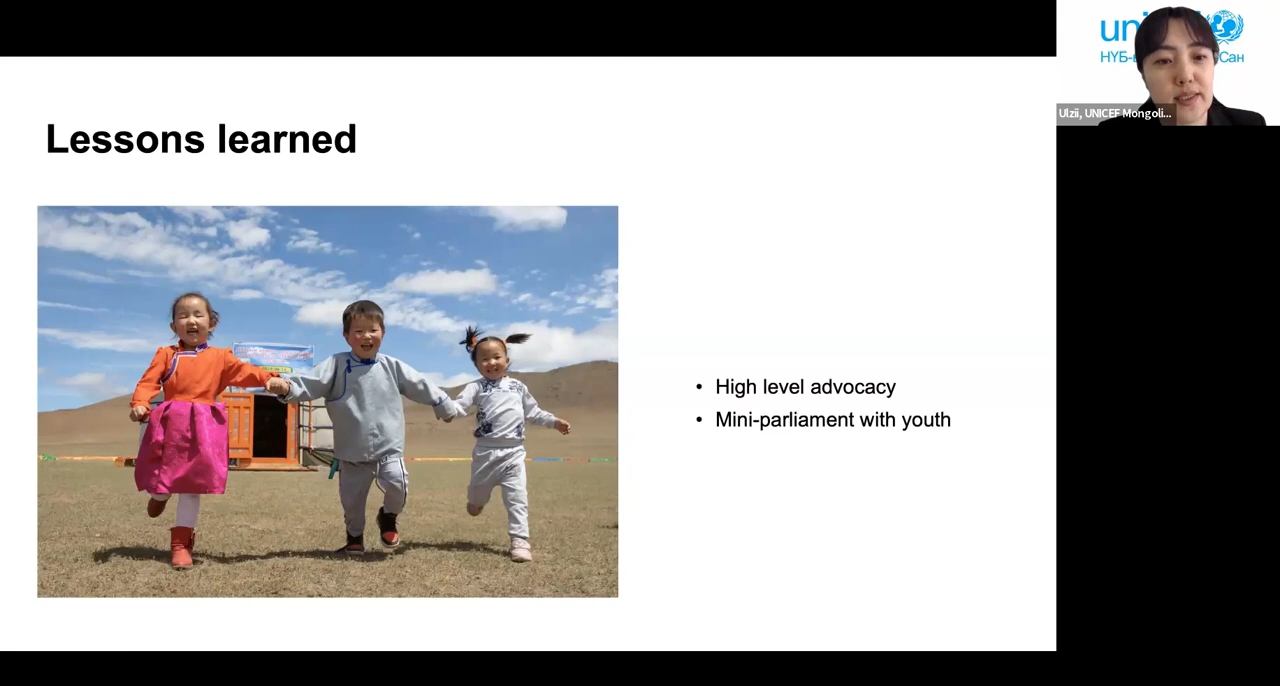 Lessons learned
• High level advocacy
• Mini-parliament with youth
Ulzii, UNICEF Mongoli...